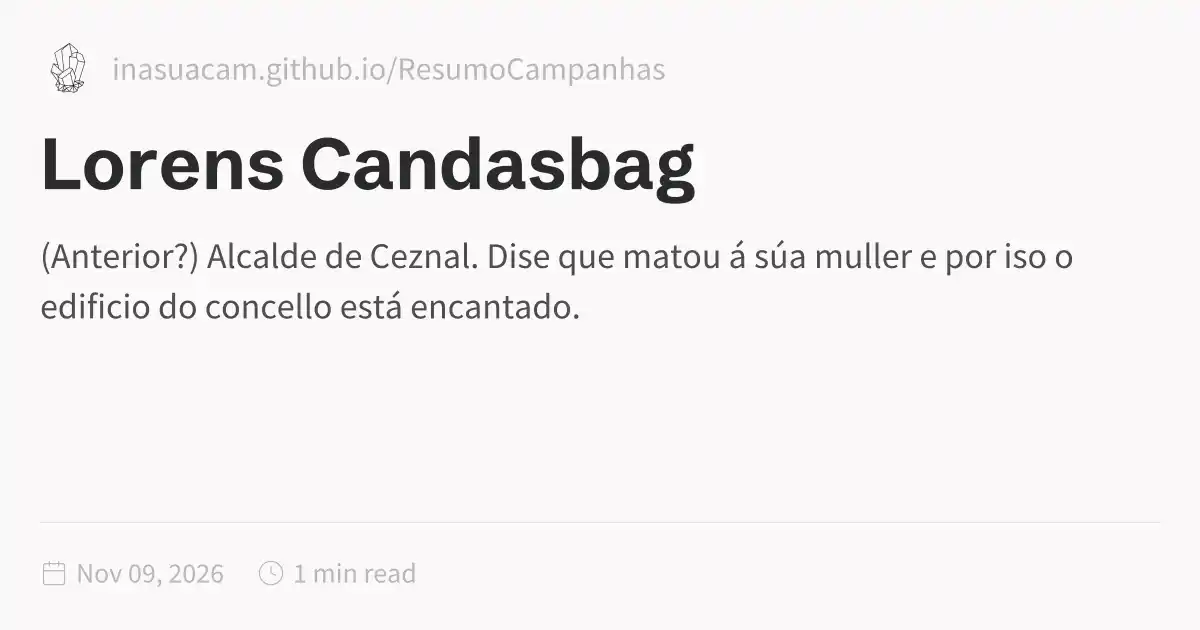 inasuacam.github.io/ResumoCampanhas
Lorens Candasbag
(Anterior?) Alcalde de Ceznal. Dise que matou á súa muller e por iso o
edificio do concello está encantado.
Nov 09, 2026 1 min read